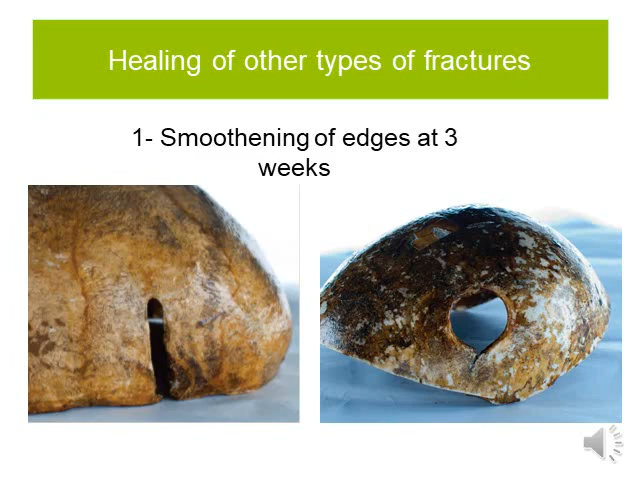 Healing of other types of fractures
1- Smoothening of edges at 3
weeks